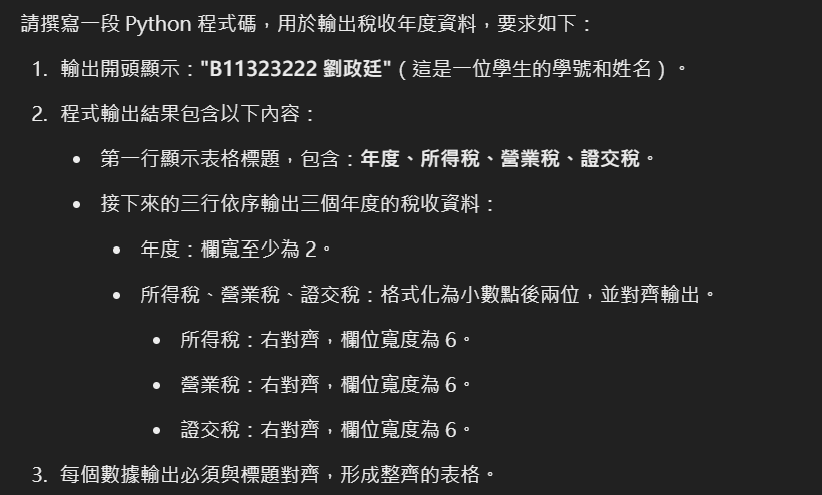 請撰寫一段 Python 程式碼，用於輸出稅收年度資料，要求如下：
1. 輸出開頭顯示："B11323222 劉政廷"（這是一位學生的學號和姓名）。
2. 程式輸出結果包含以下內容：
• 第一行顯示表格標題，包含：年度、所得稅、營業稅、證交稅。
• 接下來的三行依序輸出三個年度的稅收資料：
• 年度：欄寬至少為 2。
• 所得稅、營業稅、證交稅：格式化為小數點後兩位，並對齊輸出。
• 所得稅：右對齊，欄位寬度為 6。
• 營業稅：右對齊，欄位寬度為 6。
• 證交稅：右對齊，欄位寬度為 6。
3. 每個數據輸出必須與標題對齊，形成整齊的表格。